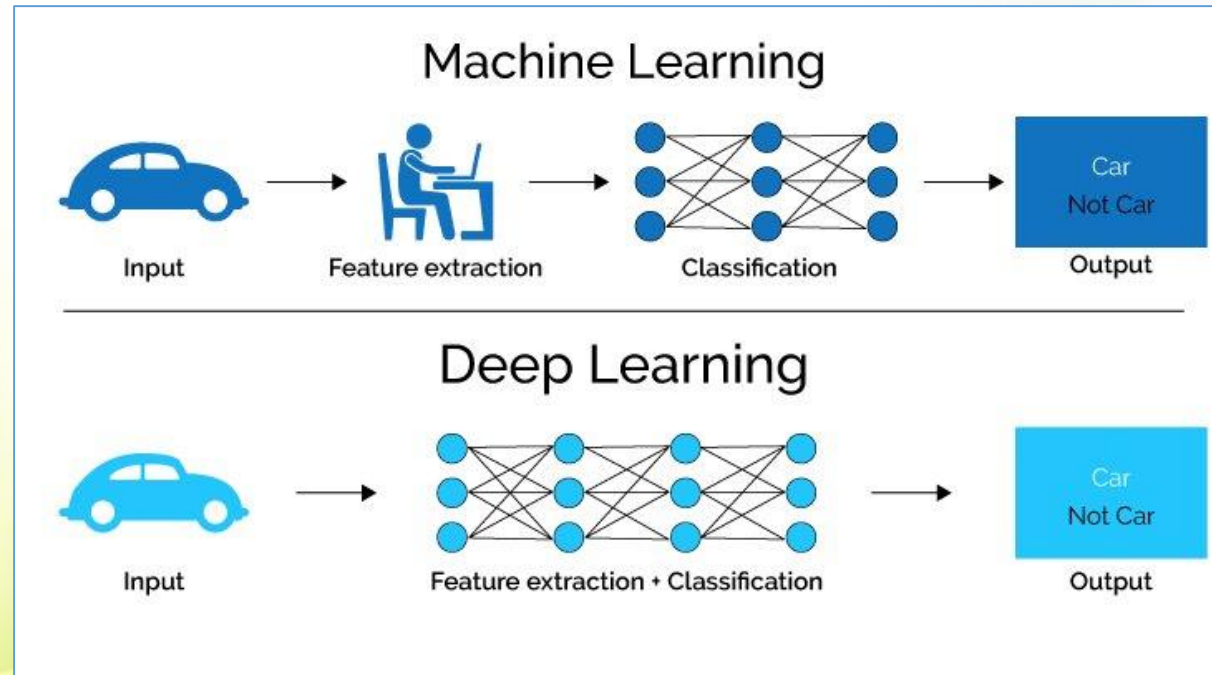 Machine Learning
Car
Not Car
Input
Feature extraction
Classification
Output
Deep Learning
Car
Not Car
Input
Feature extraction + Classification
Output